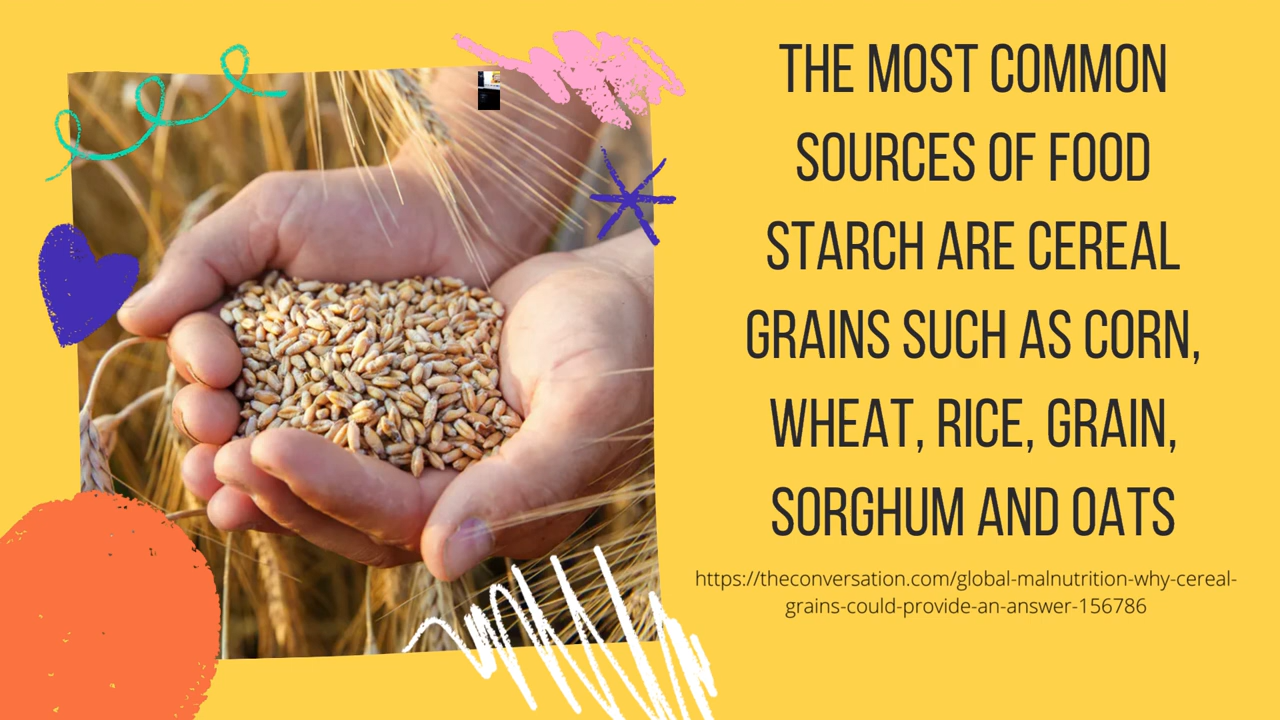 THE MOST COMMON
SOURCES OF FOOD
STARCH ARE CEREAL
GRAINS SUCH AS CORN,
WHEAT, RICE, GRAIN,
SORGHUM AND OATS
https://theconversation.com/global-malnutrition-why-cereal-
grains-could-provide-an-answer-156786